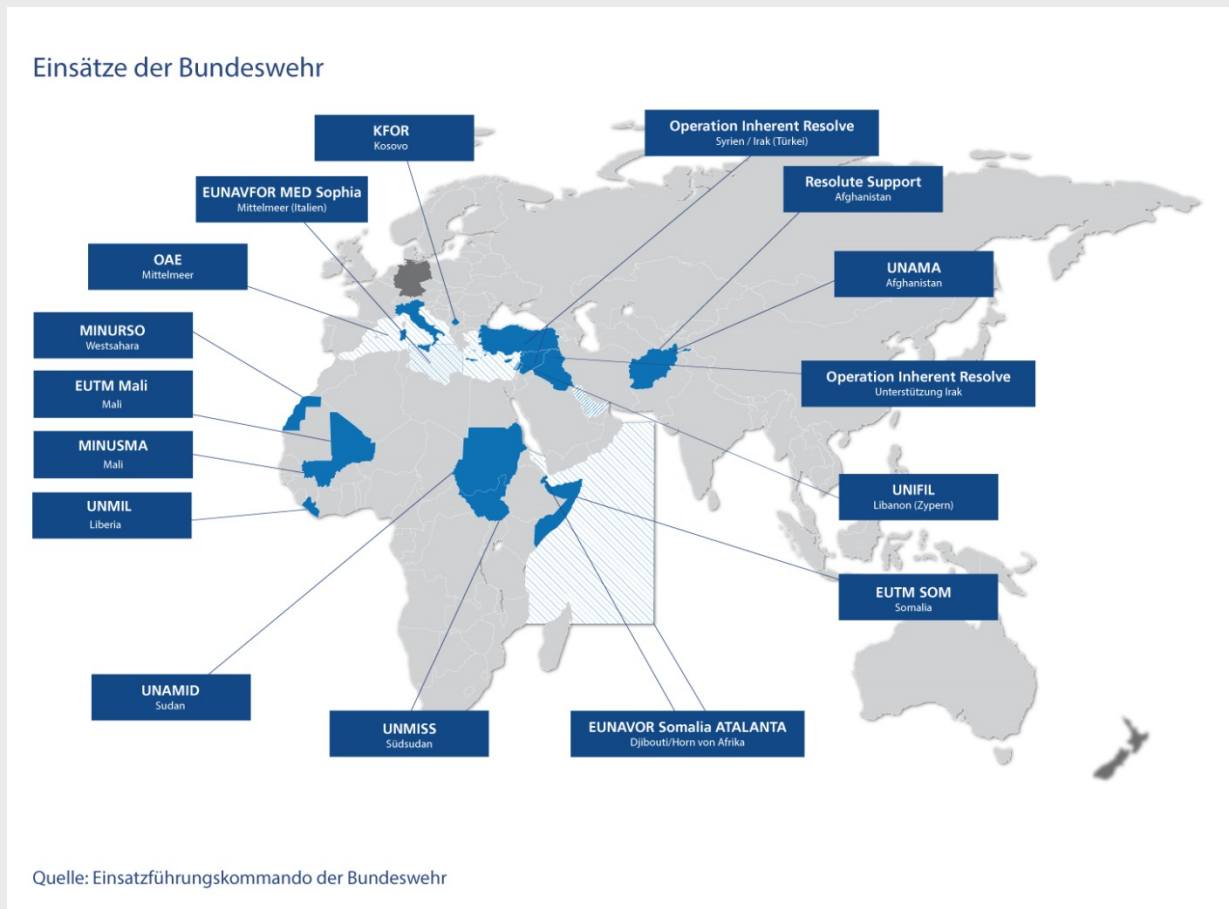 Einsätze der Bundeswehr
KFOR
Kosovo
Operation Inherent Resolve
Syrien / Irak (Türkei)
EUNAVFOR MED Sophia
Mittelmeer (Italien)
Resolute Support
Afghanistan
OAE
Mittelmeer
UNAMA
Afghanistan
MINURSO
Westsahara
EUTM Mali
Mali
Operation Inherent Resolve
Unterstützung Irak
MINUSMA
Mali
UNMIL
Liberia
UNIFIL
Libanon (Zypern)
EUTM SOM
Somalia
UNAMID
Sudan
UNMISS
Südsudan
EUNAVOR Somalia ATALANTA
Djibouti/Horn von Afrika
Quelle: Einsatzführungskommando der Bundeswehr